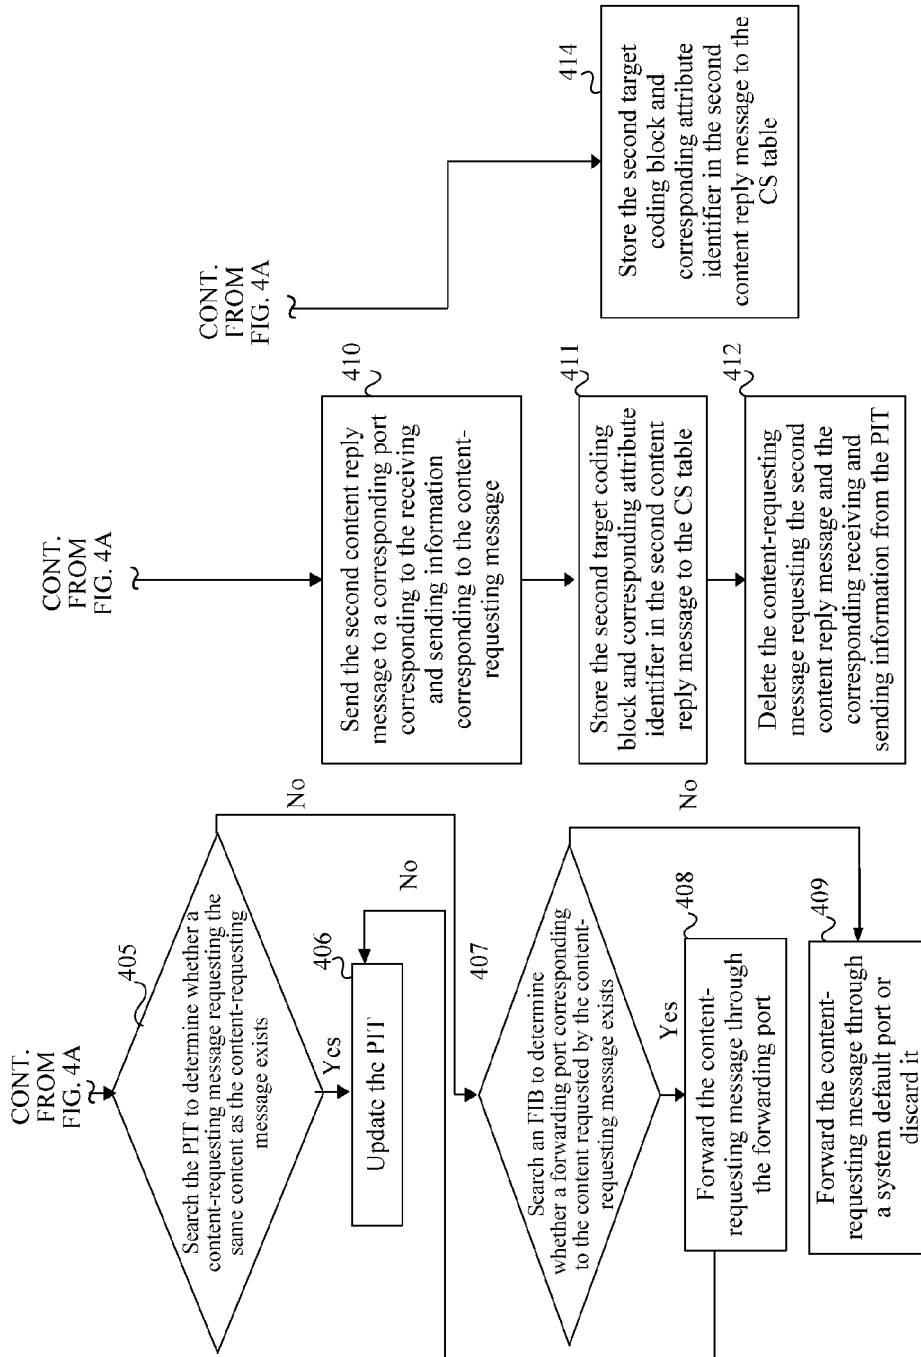 CONT.
FROM
FIG. 4A
405
Search the PIT to determine whether a
content-requesting message requesting the
same content as the content-requesting
message exists
No
Yes
406
Update the PIT
No
407
Search an FIB to determine
whether a forwarding port corresponding
to the content requested by the content-
requesting message exists
No
Yes
408
Forward the content-
requesting message through
the forwarding port
409
Forward the content-
requesting message through
a system default port or
discard it
CONT.
FROM
FIG. 4A
410
Send the second content reply
message to a corresponding port
corresponding to the receiving
and sending information
corresponding to the content-
requesting message
411
Store the second target coding
block and corresponding attribute
identifier in the second content
reply message to the CS table
412
Delete the content-requesting
message requesting the second
content reply message and the
corresponding receiving and
sending information from the PIT
CONT.
FROM
FIG. 4A
414
Store the second target
coding block and
corresponding attribute
identifier in the second
content reply message to the
CS table